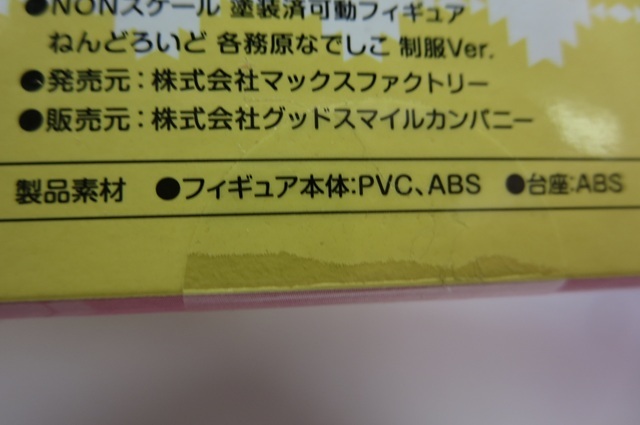 ●NONスケール 塗装済可動フィギュア
ねんどろいど 各務原なでしこ 制服Ver.
●発売元：株式会社マックスファクトリー
●販売元：株式会社グッドスマイルカンパニー
製品素材 ●フィギュア本体:PVC、ABS ●台座:ABS